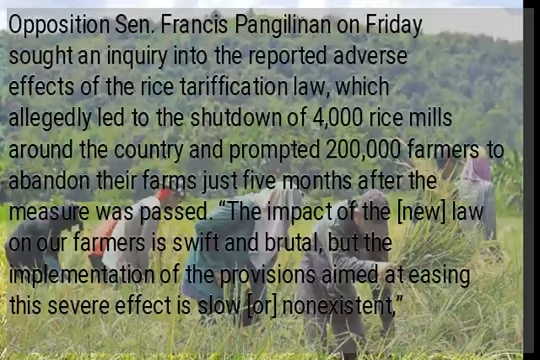 Opposition Sen. Francis Pangilinan on Friday
sought an inquiry into the reported adverse
effects of the rice tariffication law, which
allegedly led to the shutdown of 4,000 rice mills
around the country and prompted 200,000 farmers to
abandon their farms just five months after the
measure was passed. “The impact of the [new] law
on our farmers is swift and brutal, but the
implementation of the provisions aimed at easing
this severe effect is slow [or] nonexistent,”